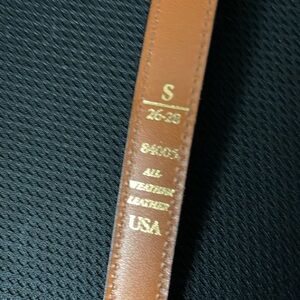 S
26-28
84005
ALL
WEATHER
LEATHER
USA